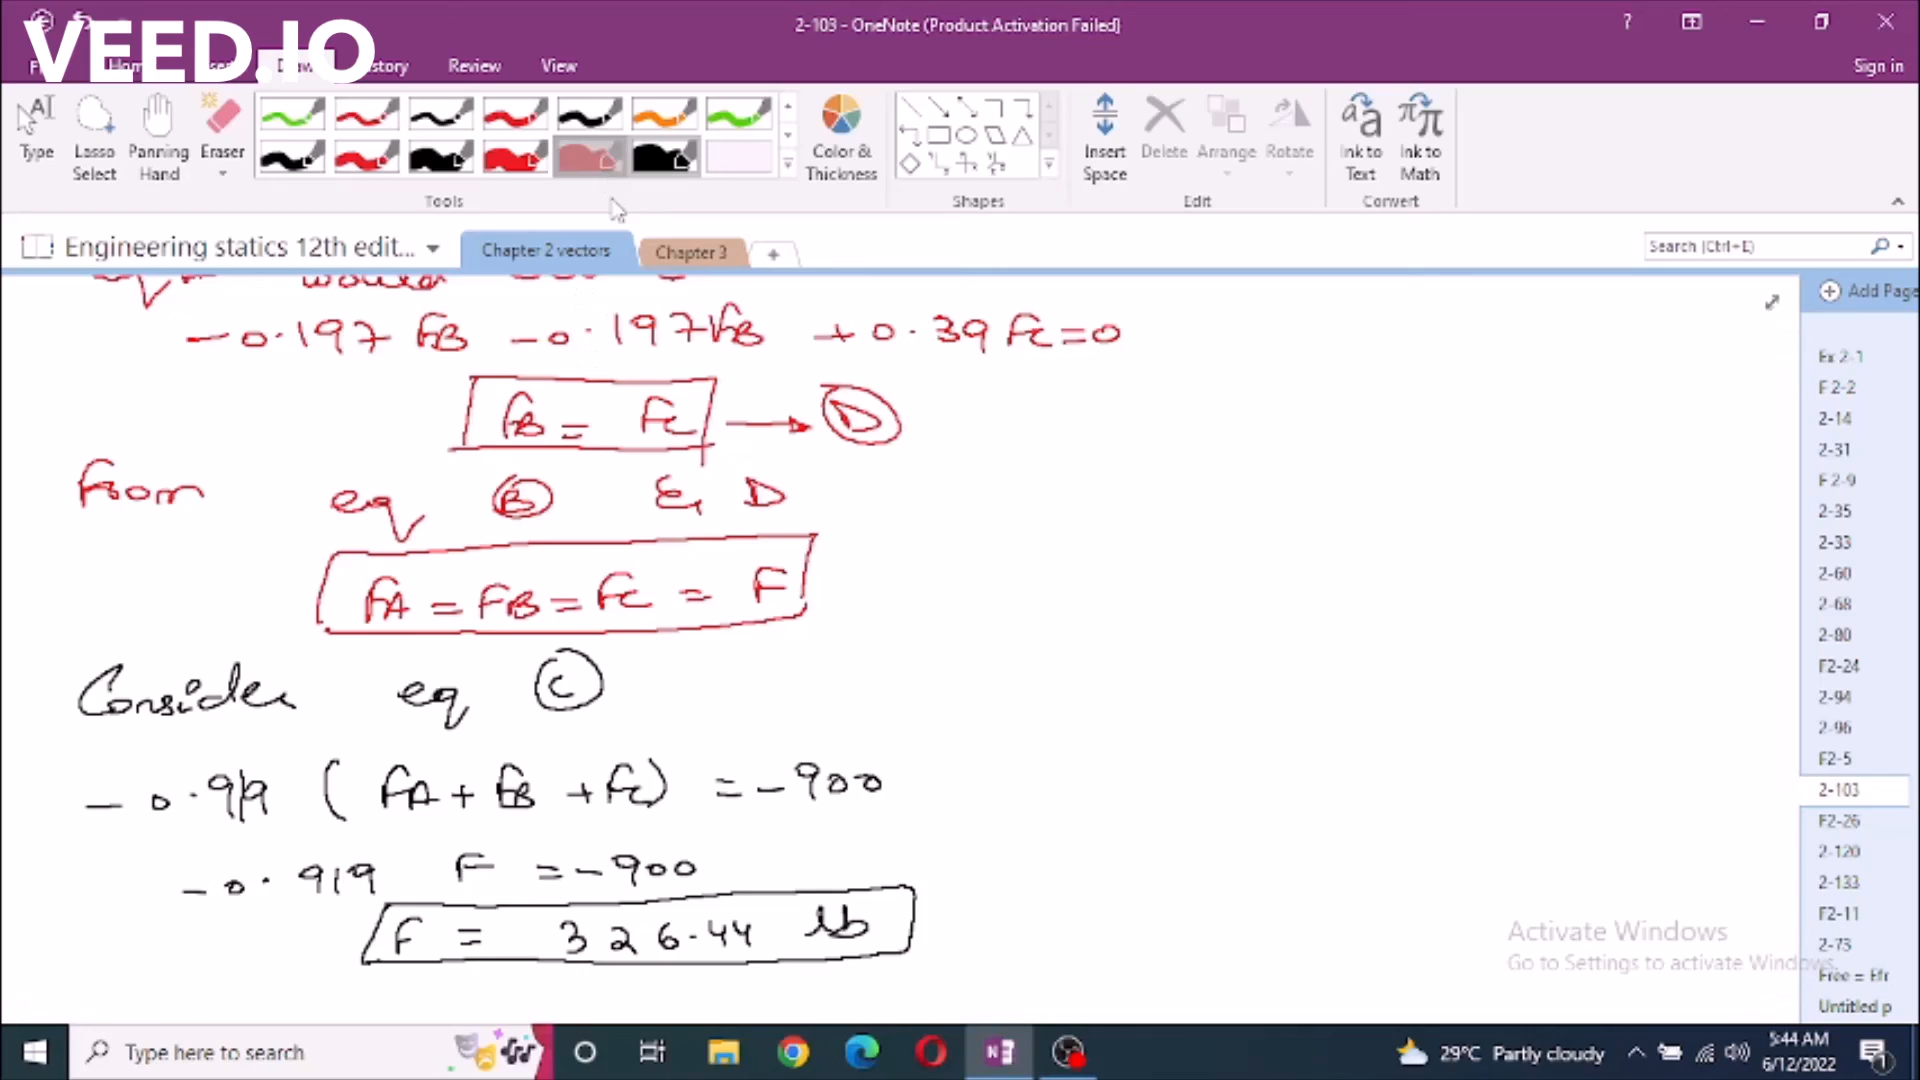 2-103 - OneNote (Product Activation Failed)
VEED.IO
Review View
Sign in
Type
Lasso Select
Panning Hand
Eraser
Color & Thickness
Insert Space
Delete
Arrange
Rotate
Ink to Text
Ink to Math
Tools
Shapes
Edit
Convert
Engineering statics 12th edit...
Chapter 2 vectors
Chapter 3
Search (Ctrl+E)
Add Page
would
-0.197 FB -0.197 FB +0.39 FC=0
FB = FC → D
From eq B & D
FA = FB = FC = F
Consider eq C
-0.919 (FA + FB + FC) = -900
-0.919 F = -900
F = 326.44 lb
Ex 2-1
F 2-2
2-14
2-31
F 2-9
2-35
2-33
2-60
2-68
2-80
F2-24
2-94
2-96
F2-5
2-103
F2-26
2-120
2-133
F2-11
2-73
Free = Efr
Untitled p
Activate Windows
Go to Settings to activate Windows.
Type here to search
29°C Partly cloudy
5:44 AM
6/12/2022
1